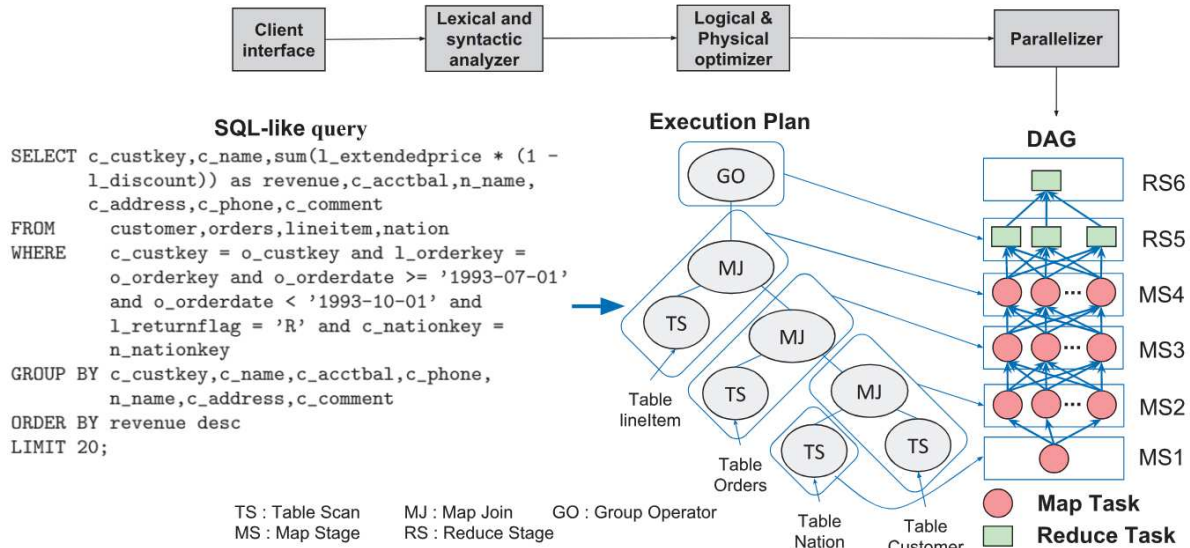 Client
interface
Lexical and
syntactic
analyzer
Logical &
Physical
optimizer
Parallelizer
SQL-like query
SELECT c_custkey,c_name,sum(l_extendedprice * (1 -
l_discount)) as revenue,c_acctbal,n_name,
c_address,c_phone,c_comment
FROM customer,orders,lineitem,nation
WHERE c_custkey = o_custkey and l_orderkey =
o_orderkey and o_orderdate >= '1993-07-01'
and o_orderdate < '1993-10-01' and
l_returnflag = 'R' and c_nationkey =
n_nationkey
GROUP BY c_custkey,c_name,c_acctbal,c_phone,
n_name,c_address,c_comment
ORDER BY revenue desc
LIMIT 20;
Execution Plan
GO
MJ
TS
MJ
TS
MJ
TS
TS
Table
lineItem
Table
Orders
Table
Nation
Table
Customer
DAG
RS6
RS5
MS4
MS3
MS2
MS1
Map Task
Reduce Task
TS : Table Scan MJ : Map Join GO : Group Operator
MS : Map Stage RS : Reduce Stage